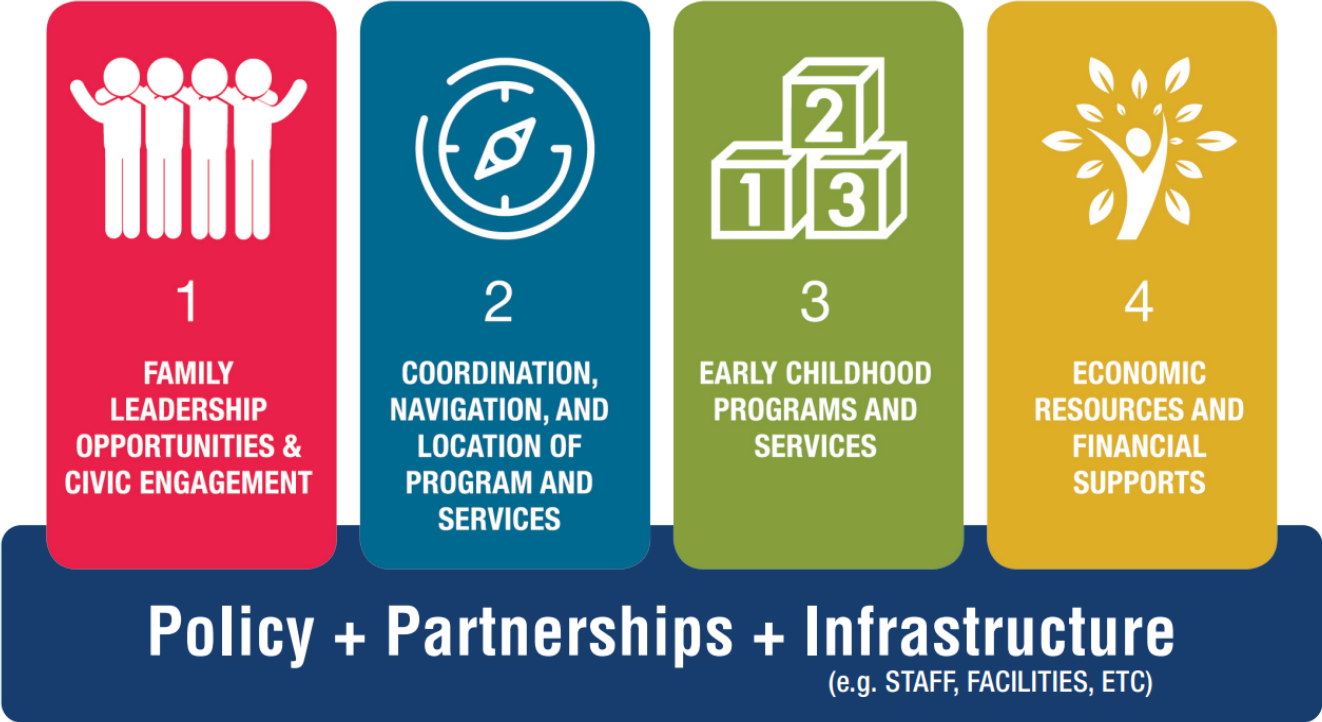 2
1
3
1
FAMILY
LEADERSHIP
OPPORTUNITIES &
CIVIC ENGAGEMENT
2
COORDINATION,
NAVIGATION, AND
LOCATION OF
PROGRAM AND
SERVICES
3
EARLY CHILDHOOD
PROGRAMS AND
SERVICES
4
ECONOMIC
RESOURCES AND
FINANCIAL
SUPPORTS
Policy + Partnerships + Infrastructure
(e.g. STAFF, FACILITIES, ETC)